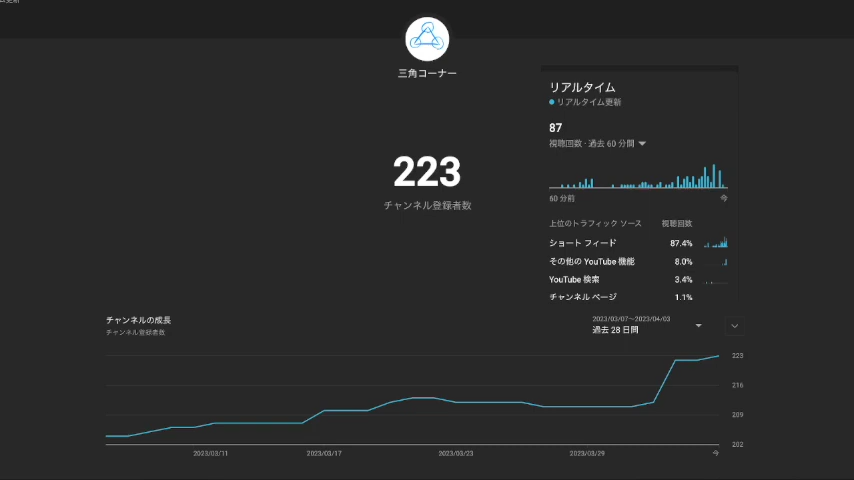 三角コーナー
223
チャンネル登録者数
リアルタイム
リアルタイム更新
87
視聴回数 · 過去 60 分間
60 分前
今
上位のトラフィック ソース 視聴回数
ショート フィード 87.4%
その他の YouTube 機能 8.0%
YouTube 検索 3.4%
チャンネル ページ 1.1%
チャンネルの成長
チャンネル登録者数
2023/03/07～2023/04/03
過去 28 日間
223
216
209
202
2023/03/11 2023/03/17 2023/03/23 2023/03/29 今